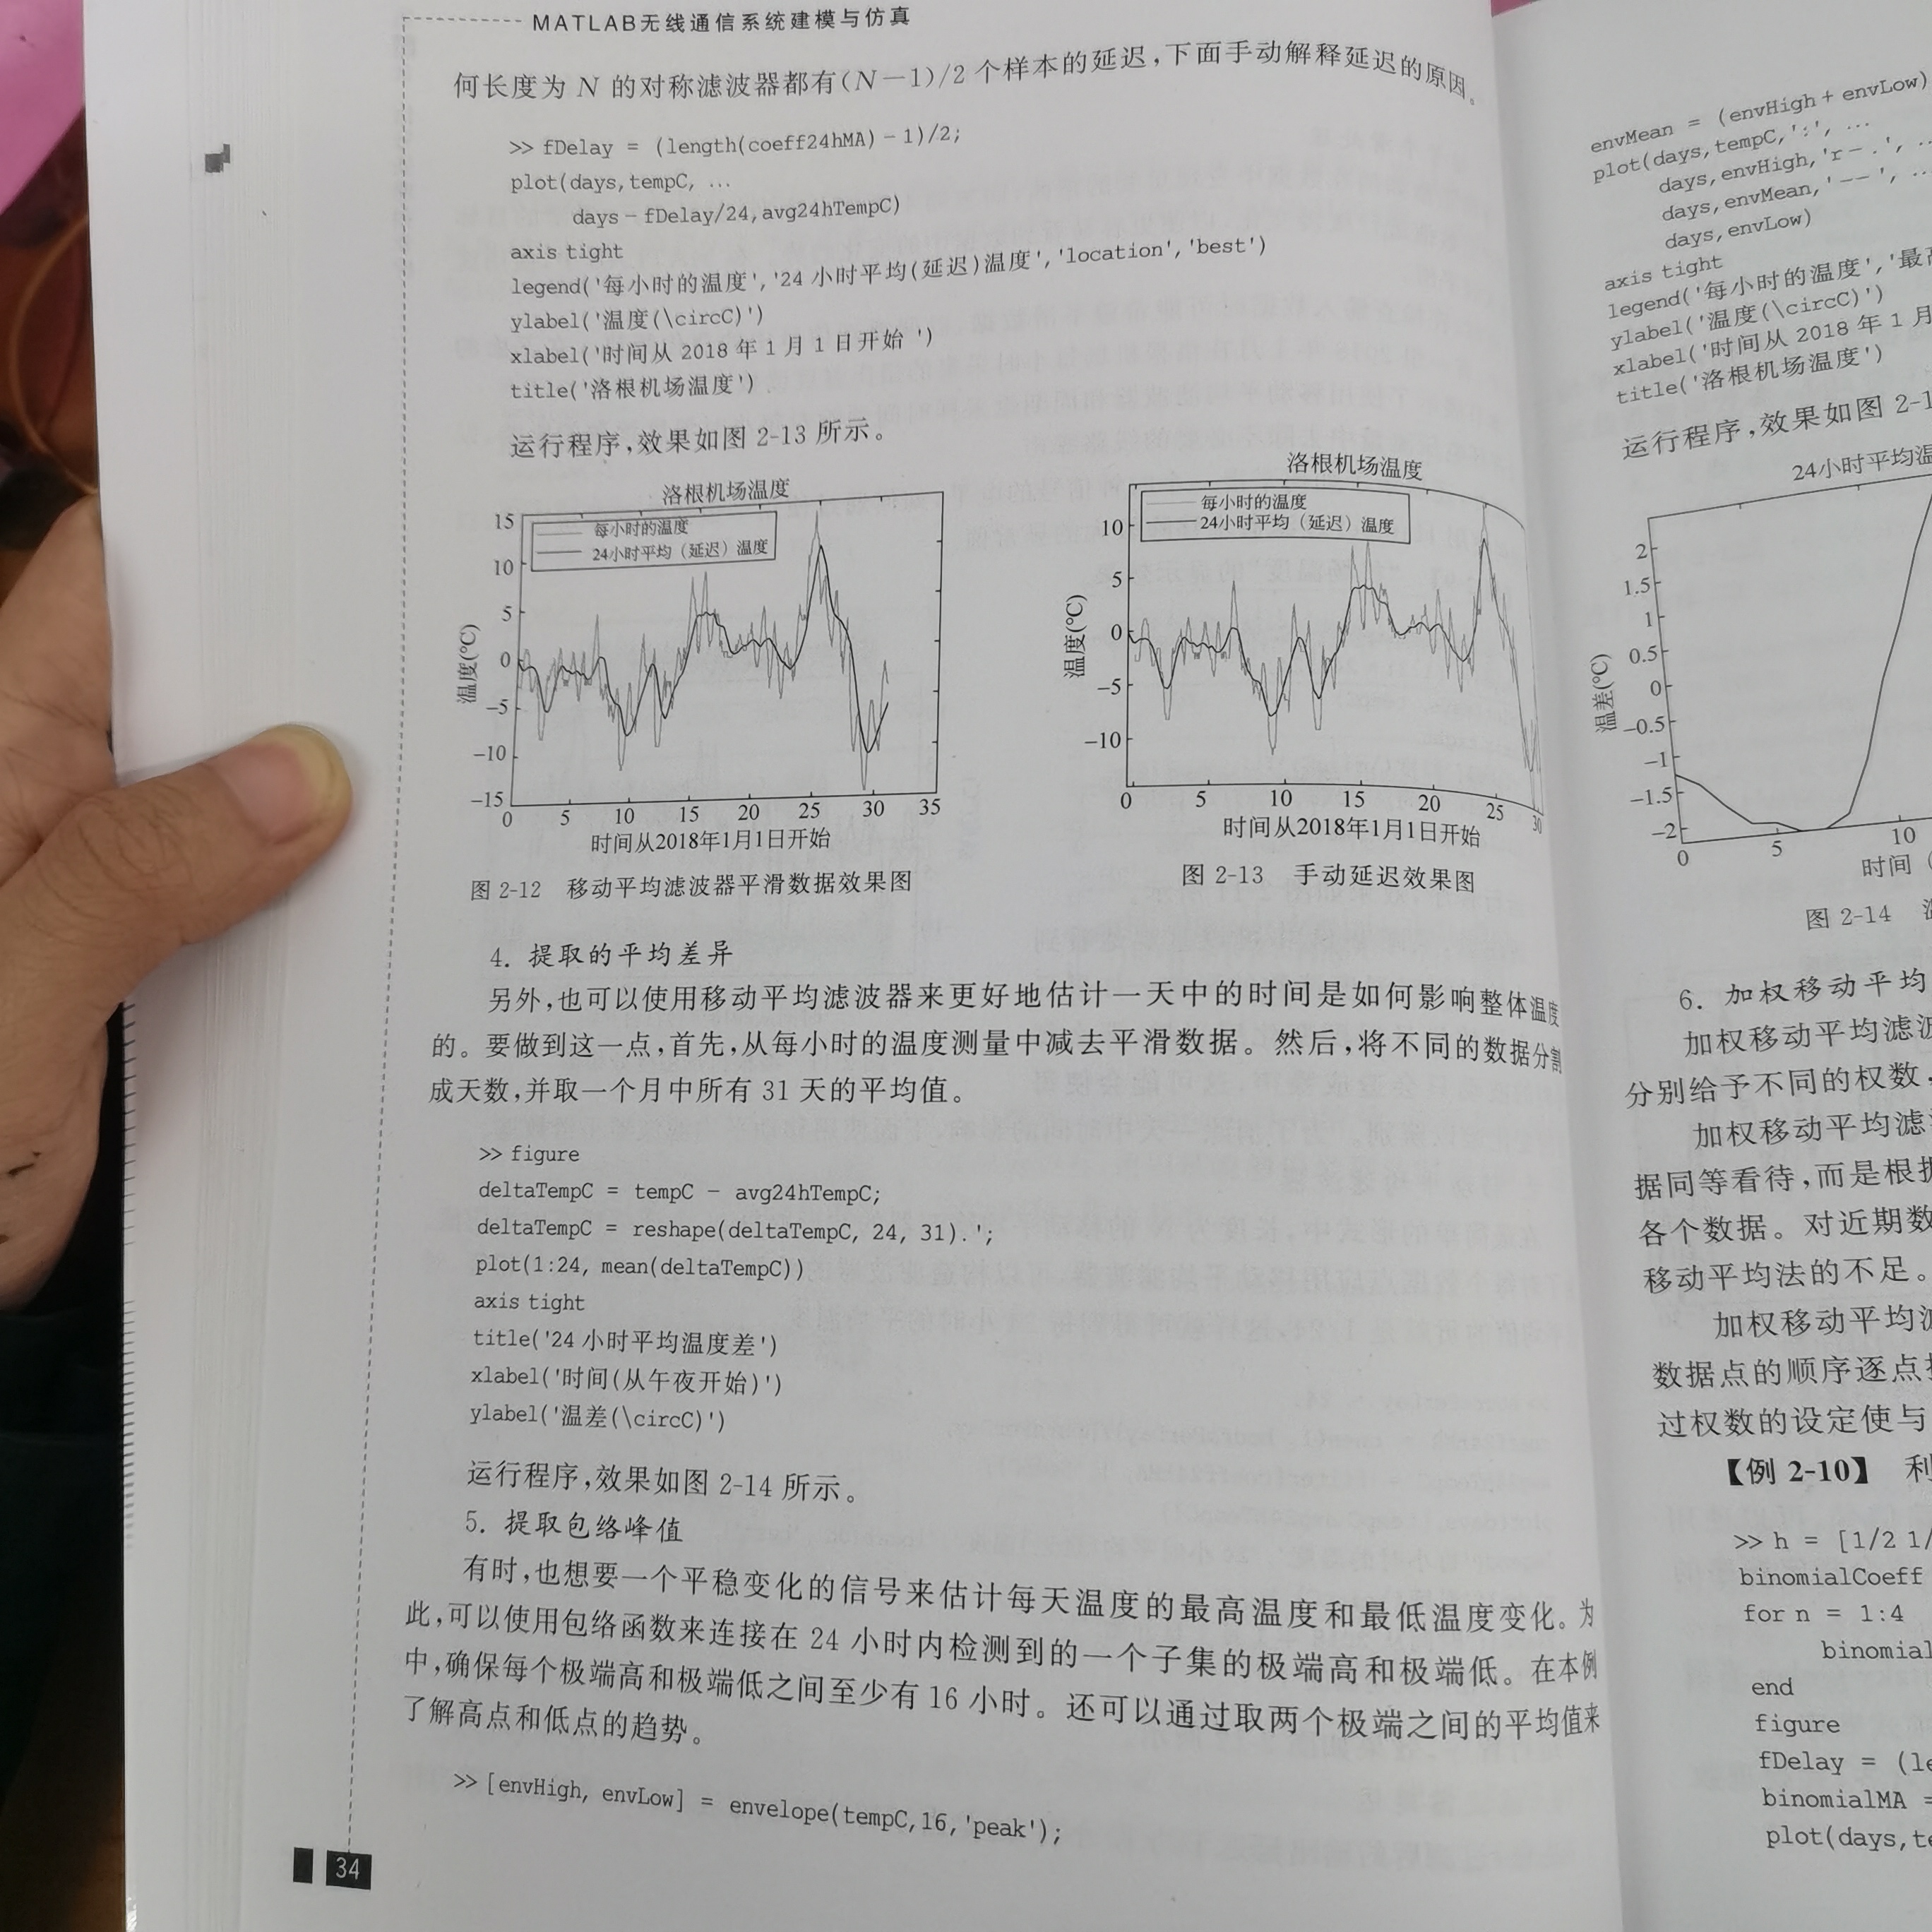 MATLAB无线通信系统建模与仿真
何长度为 N 的对称滤波器都有(N－1)/2 个样本的延迟,下面手动解释延迟的原因。
>> fDelay = (length(coeff24hMA) - 1)/2;
plot(days,tempC, ...
days - fDelay/24,avg24hTempC)
axis tight
legend('每小时的温度','24 小时平均(延迟)温度','location','best')
ylabel('温度(\circC)')
xlabel('时间从 2018 年 1 月 1 日开始 ')
title('洛根机场温度')
运行程序,效果如图 2-13 所示。
洛根机场温度
每小时的温度
24小时平均（延迟）温度
15
10
5
0
−5
−10
−15
温度(℃)
0 5 10 15 20 25 30 35
时间从2018年1月1日开始
图 2-12 移动平均滤波器平滑数据效果图
洛根机场温度
每小时的温度
24小时平均（延迟）温度
10
5
0
−5
−10
温度(℃)
0 5 10 15 20 25 30
时间从2018年1月1日开始
图 2-13 手动延迟效果图
4. 提取的平均差异
另外,也可以使用移动平均滤波器来更好地估计一天中的时间是如何影响整体温度
的。要做到这一点,首先,从每小时的温度测量中减去平滑数据。然后,将不同的数据分割
成天数,并取一个月中所有 31 天的平均值。
>> figure
deltaTempC = tempC - avg24hTempC;
deltaTempC = reshape(deltaTempC, 24, 31).';
plot(1:24, mean(deltaTempC))
axis tight
title('24 小时平均温度差')
xlabel('时间(从午夜开始)')
ylabel('温差(\circC)')
运行程序,效果如图 2-14 所示。
5. 提取包络峰值
有时,也想要一个平稳变化的信号来估计每天温度的最高温度和最低温度变化。为
此,可以使用包络函数来连接在 24 小时内检测到的一个子集的极端高和极端低。在本例
中,确保每个极端高和极端低之间至少有 16 小时。还可以通过取两个极端之间的平均值来
了解高点和低点的趋势。
>> [envHigh, envLow] = envelope(tempC,16,'peak');
34
envMean = (envHigh + envLow)
plot(days,tempC,':', ...
days,envHigh,'r-.', ...
days,envMean,'--', ...
days,envLow)
axis tight
legend('每小时的温度','最
ylabel('温度(\circC)')
xlabel('时间从 2018 年 1 月
title('洛根机场温度')
运行程序,效果如图 2-1
24小时平均温
2
1.5
1
0.5
0
−0.5
−1
−1.5
−2
温差(℃)
0 5 10
时间（
图 2-14
6. 加权移动平均
加权移动平均滤
分别给予不同的权数,
加权移动平均滤
据同等看待,而是根
各个数据。对近期数
移动平均法的不足。
加权移动平均
数据点的顺序逐点
过权数的设定使与
【例 2-10】 利
>> h = [1/2 1/
binomialCoeff
for n = 1:4
binomial
end
figure
fDelay = (le
binomialMA =
plot(days,te